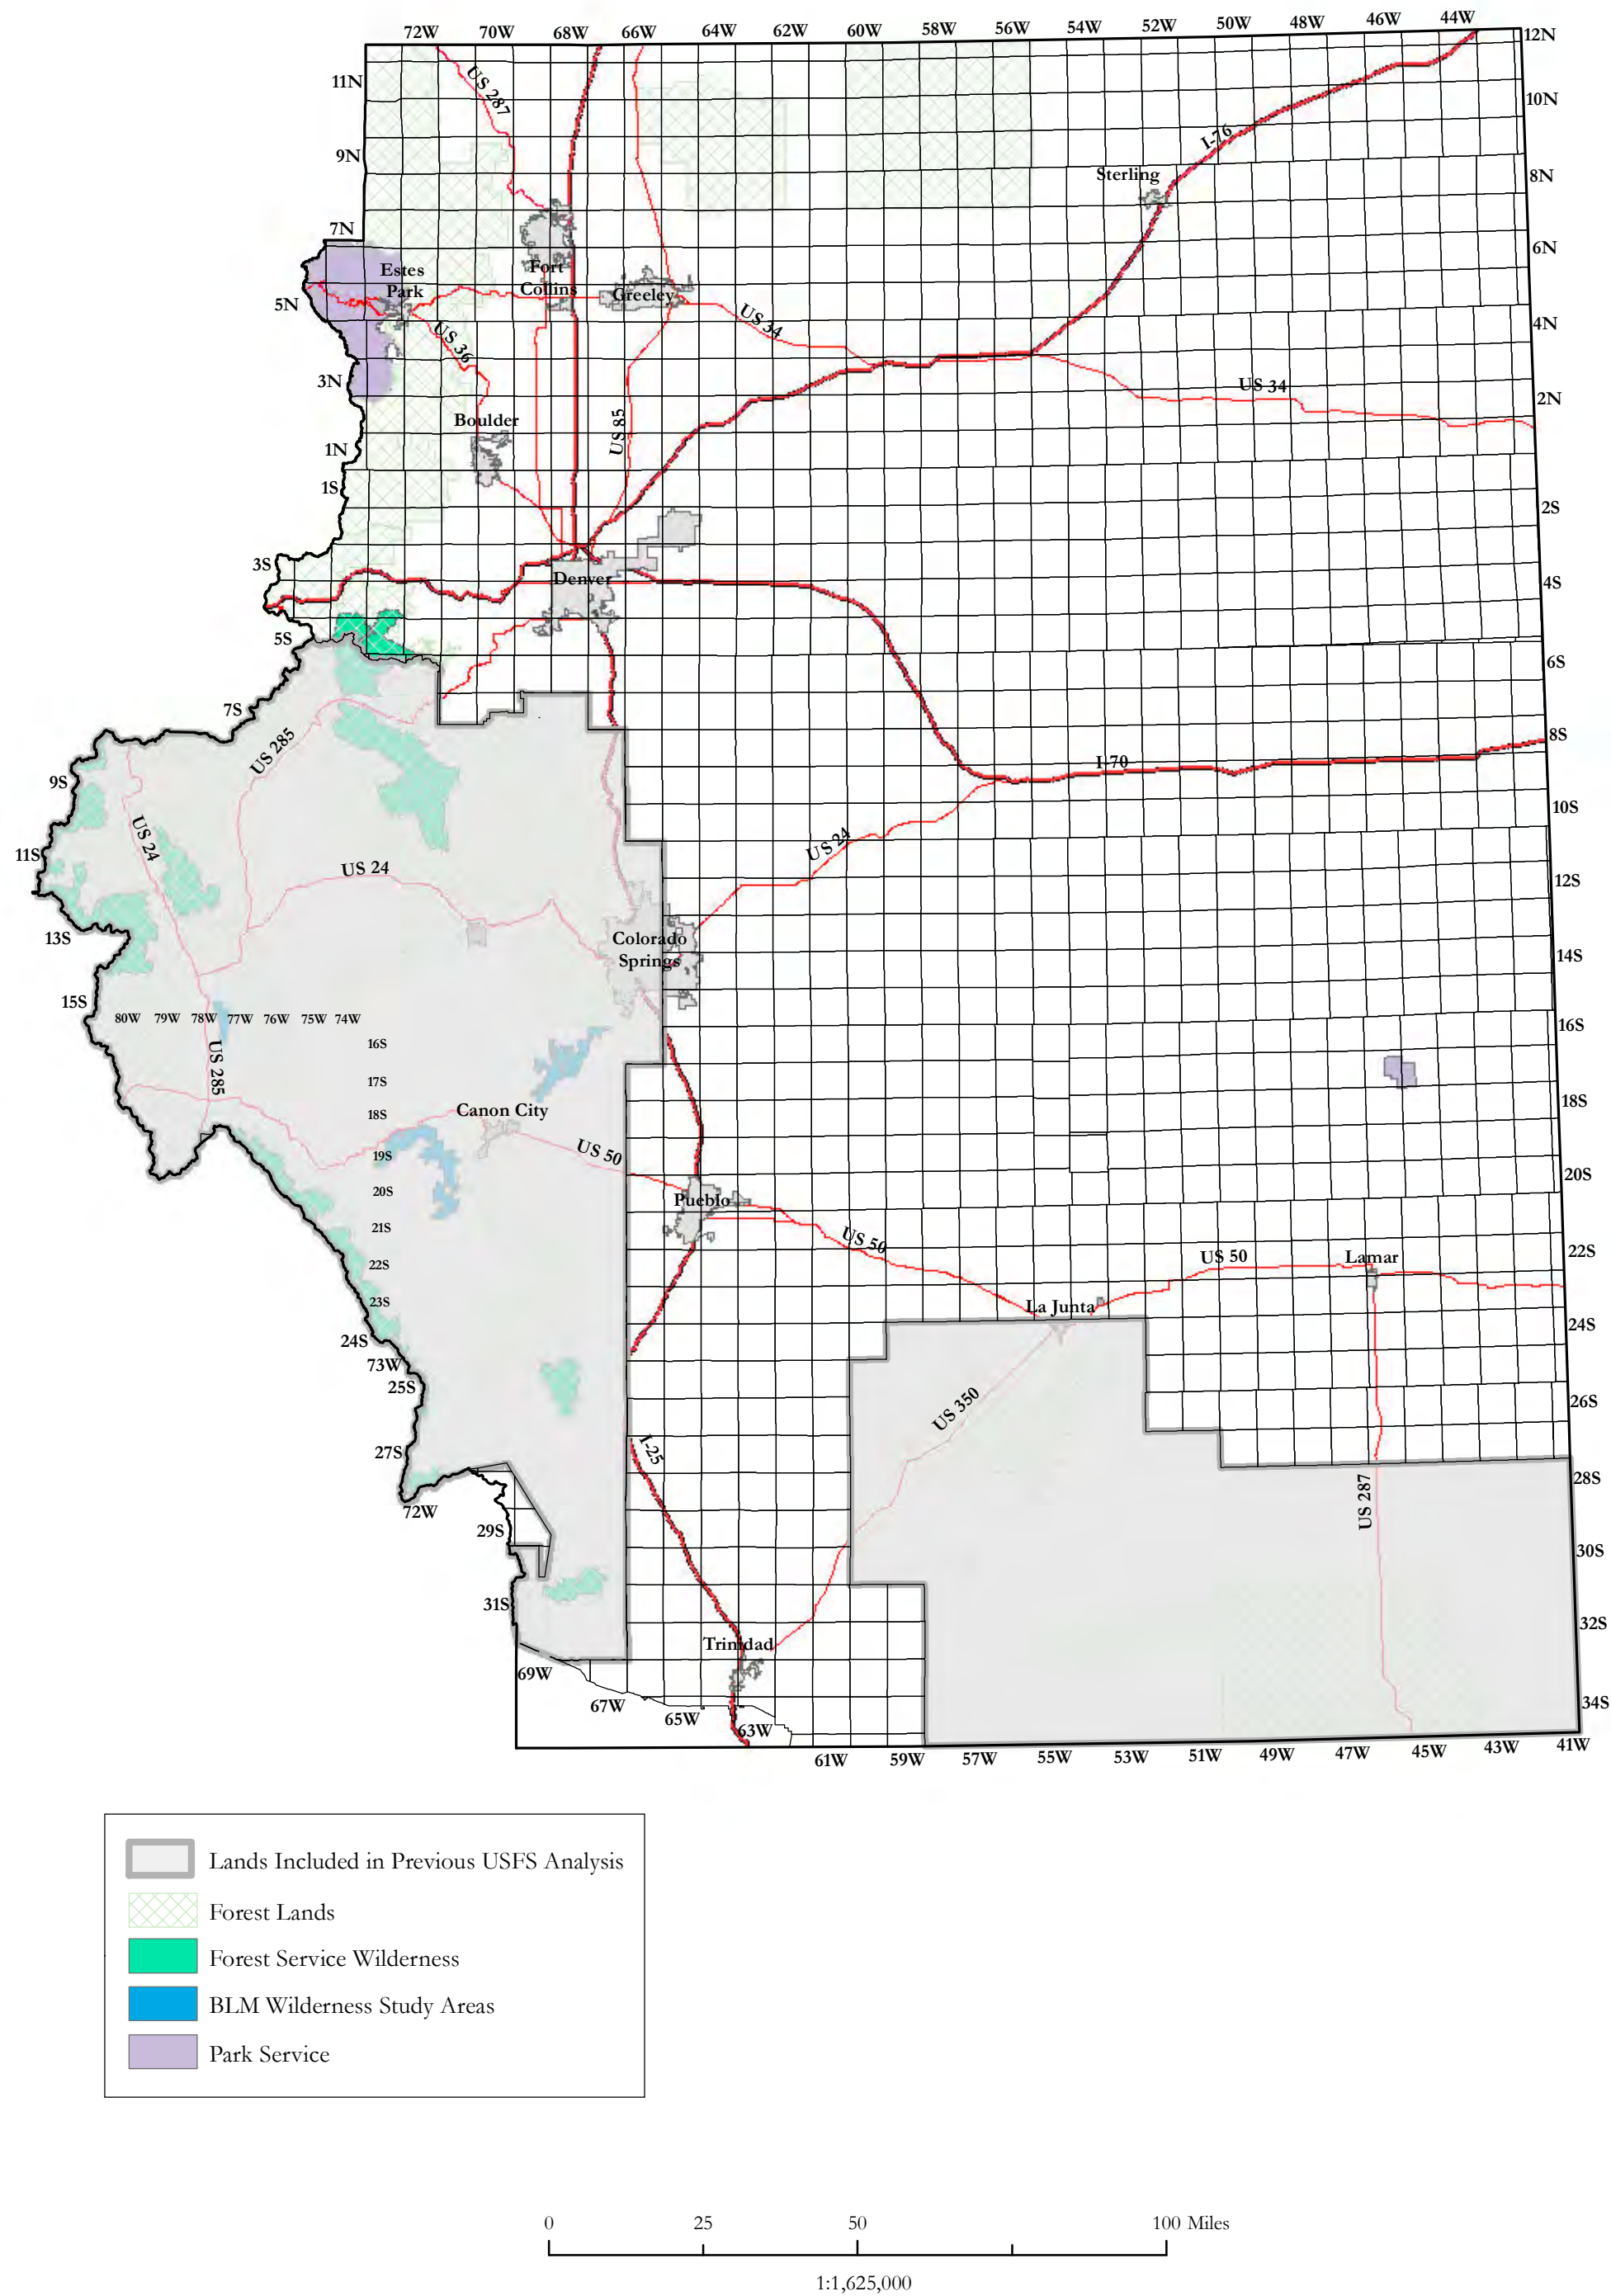 72W 70W 68W 66W 64W 62W 60W 58W 56W 54W 52W 50W 48W 46W 44W
12N
11N
US 287
10N
I-76
9N
Sterling
8N
7N
6N
Estes
Park
Fort
Collins
Greeley
5N
US 34
4N
US 36
3N
US 34
2N
Boulder
US 85
1N
1S
2S
3S
Denver
4S
5S
6S
7S
8S
US 285
I-70
9S
10S
US 24
US 24
11S
US 24
12S
13S
Colorado
Springs
14S
15S
80W 79W 78W 77W 76W 75W 74W
16S
16S
US 285
17S
18S
Canon City
18S
US 50
19S
20S
20S
Pueblo
21S
US 50
22S
US 50
Lamar
22S
23S
La Junta
24S
24S
73W
25S
US 350
26S
27S
I-25
28S
US 287
72W
29S
30S
31S
32S
Trinidad
69W
67W
65W
63W
34S
61W 59W 57W 55W 53W 51W 49W 47W 45W 43W 41W
Lands Included in Previous USFS Analysis
Forest Lands
Forest Service Wilderness
BLM Wilderness Study Areas
Park Service
0 25 50 100 Miles
1:1,625,000